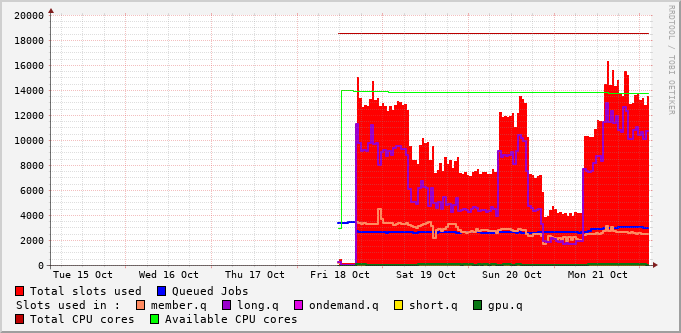 20000
18000
16000
14000
12000
10000
8000
6000
4000
2000
0
Tue 15 Oct Wed 16 Oct Thu 17 Oct Fri 18 Oct Sat 19 Oct Sun 20 Oct Mon 21 Oct
Total slots used Queued Jobs
Slots used in : member.q long.q ondemand.q short.q gpu.q
Total CPU cores Available CPU cores
RRDTOOL / TOBI OETIKER